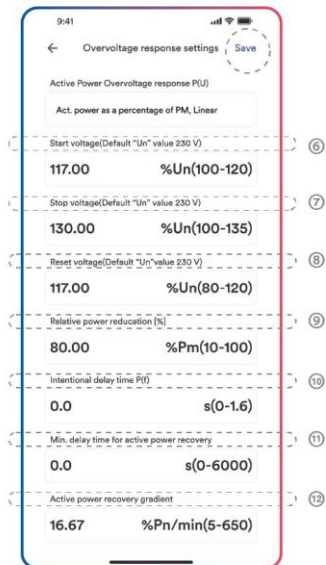 9:41
Overvoltage response settings Save
Active Power Overvoltage response P(U)
Act. power as a percentage of PM, Linear
Start voltage(Default "Un" value 230 V) ⑥
117.00 %Un(100-120)
Stop voltage(Default "Un" value 230 V) ⑦
130.00 %Un(100-135)
Reset voltage(Default "Un"value 230 V) ⑧
117.00 %Un(80-120)
Relative power reducation [%] ⑨
80.00 %Pm(10-100)
Intentional delay time P(f) ⑩
0.0 s(0-1.6)
Min. delay time for active power recovery ⑪
0.0 s(0-6000)
Active power recovery gradient ⑫
16.67 %Pn/min(5-650)